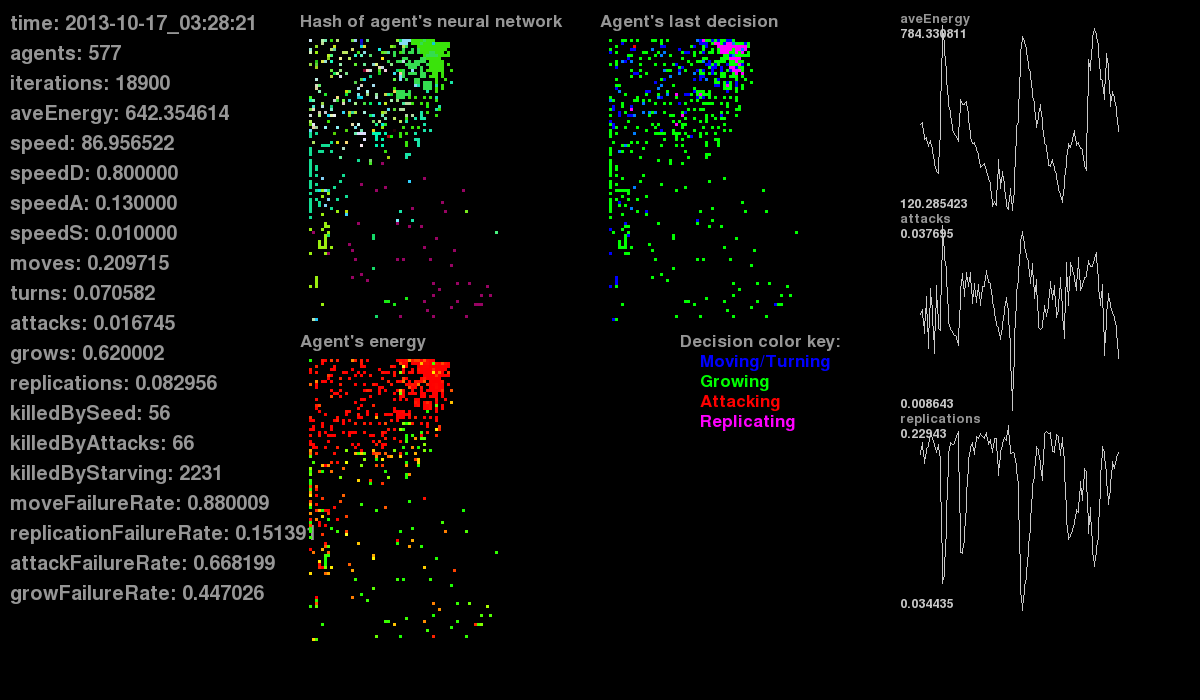 time: 2013-10-17_03:28:21
agents: 577
iterations: 18900
aveEnergy: 642.354614
speed: 86.956522
speedD: 0.800000
speedA: 0.130000
speedS: 0.010000
moves: 0.209715
turns: 0.070582
attacks: 0.016745
grows: 0.620002
replications: 0.082956
killedBySeed: 56
killedByAttacks: 66
killedByStarving: 2231
moveFailureRate: 0.880009
replicationFailureRate: 0.151391
attackFailureRate: 0.668199
growFailureRate: 0.447026
Hash of agent's neural network
Agent's last decision
Agent's energy
Decision color key:
Moving/Turning
Growing
Attacking
Replicating
aveEnergy
784.330811
120.285423
attacks
0.037695
0.008643
replications
0.22943
0.034435